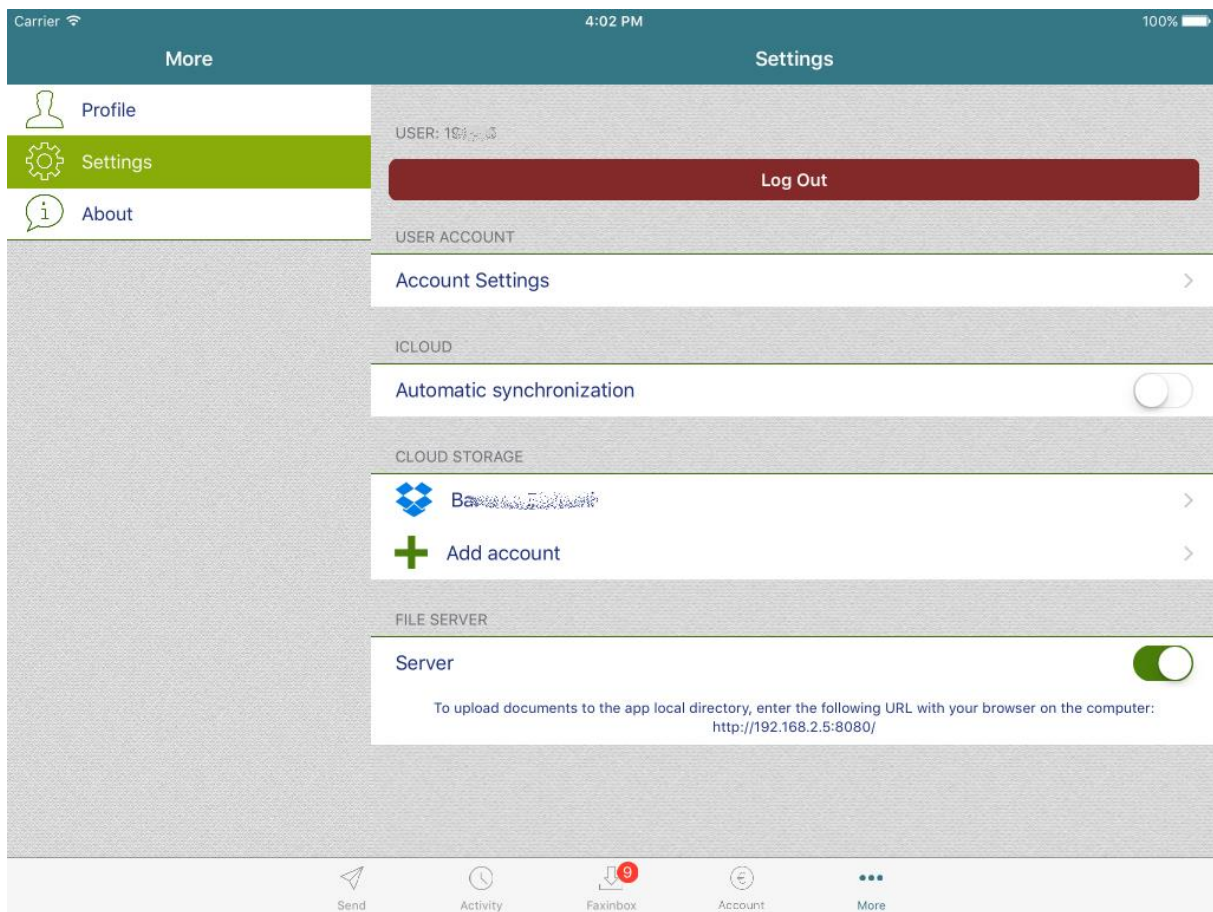 Carrier
4:02 PM
100%
More
Settings
Profile
Settings
About
USER:
Log Out
USER ACCOUNT
Account Settings
ICLOUD
Automatic synchronization
CLOUD STORAGE
Add account
FILE SERVER
Server
To upload documents to the app local directory, enter the following URL with your browser on the computer:
http://192.168.2.5:8080/
9
Send
Activity
Faxinbox
Account
More